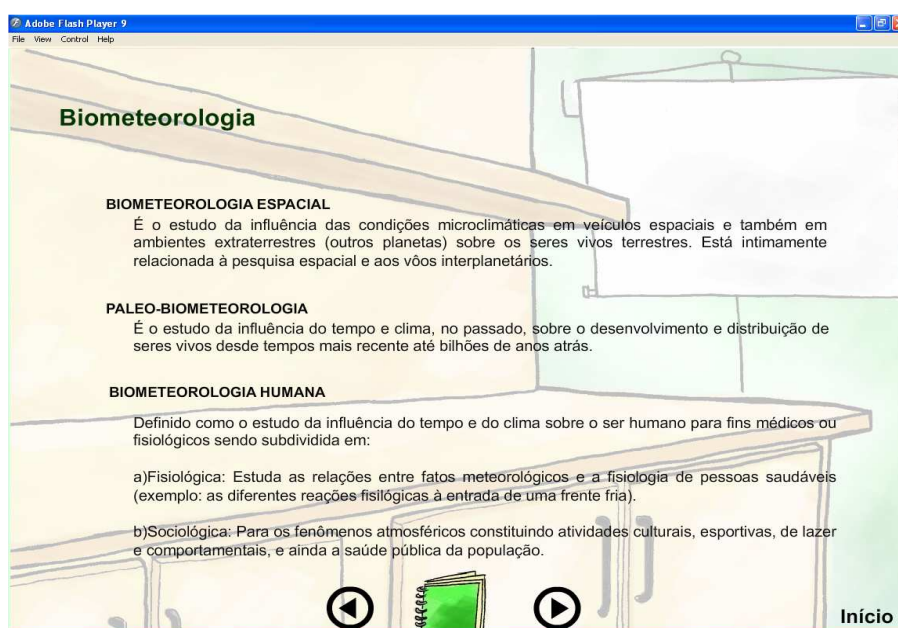 Adobe Flash Player 9
File View Control Help
Biometeorologia
BIOMETEOROLOGIA ESPACIAL
É o estudo da influência das condições microclimáticas em veículos espaciais e também em
ambientes extraterrestres (outros planetas) sobre os seres vivos terrestres. Está intimamente
relacionada à pesquisa espacial e aos vôos interplanetários.
PALEO-BIOMETEOROLOGIA
É o estudo da influência do tempo e clima, no passado, sobre o desenvolvimento e distribuição de
seres vivos desde tempos mais recente até bilhões de anos atrás.
BIOMETEOROLOGIA HUMANA
Definido como o estudo da influência do tempo e do clima sobre o ser humano para fins médicos ou
fisiológicos sendo subdividida em:
a)Fisiológica: Estuda as relações entre fatos meteorológicos e a fisiologia de pessoas saudáveis
(exemplo: as diferentes reações fisilógicas à entrada de uma frente fria).
b)Sociológica: Para os fenômenos atmosféricos constituindo atividades culturais, esportivas, de lazer
e comportamentais, e ainda a saúde pública da população.
Início